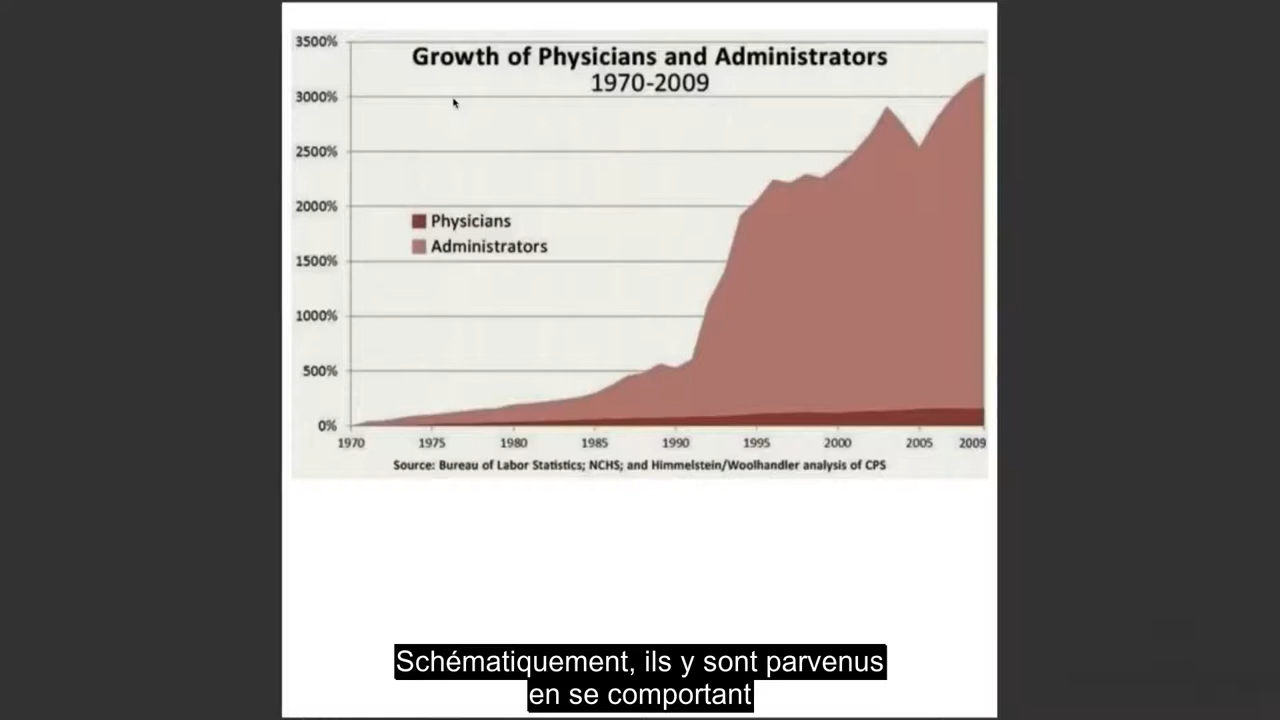 Growth of Physicians and Administrators
1970-2009
3500%
3000%
2500%
2000%
1500%
1000%
500%
0%
Physicians
Administrators
1970 1975 1980 1985 1990 1995 2000 2005 2009
Source: Bureau of Labor Statistics; NCHS; and Himmelstein/Woolhandler analysis of CPS
Schématiquement, ils y sont parvenus
en se comportant